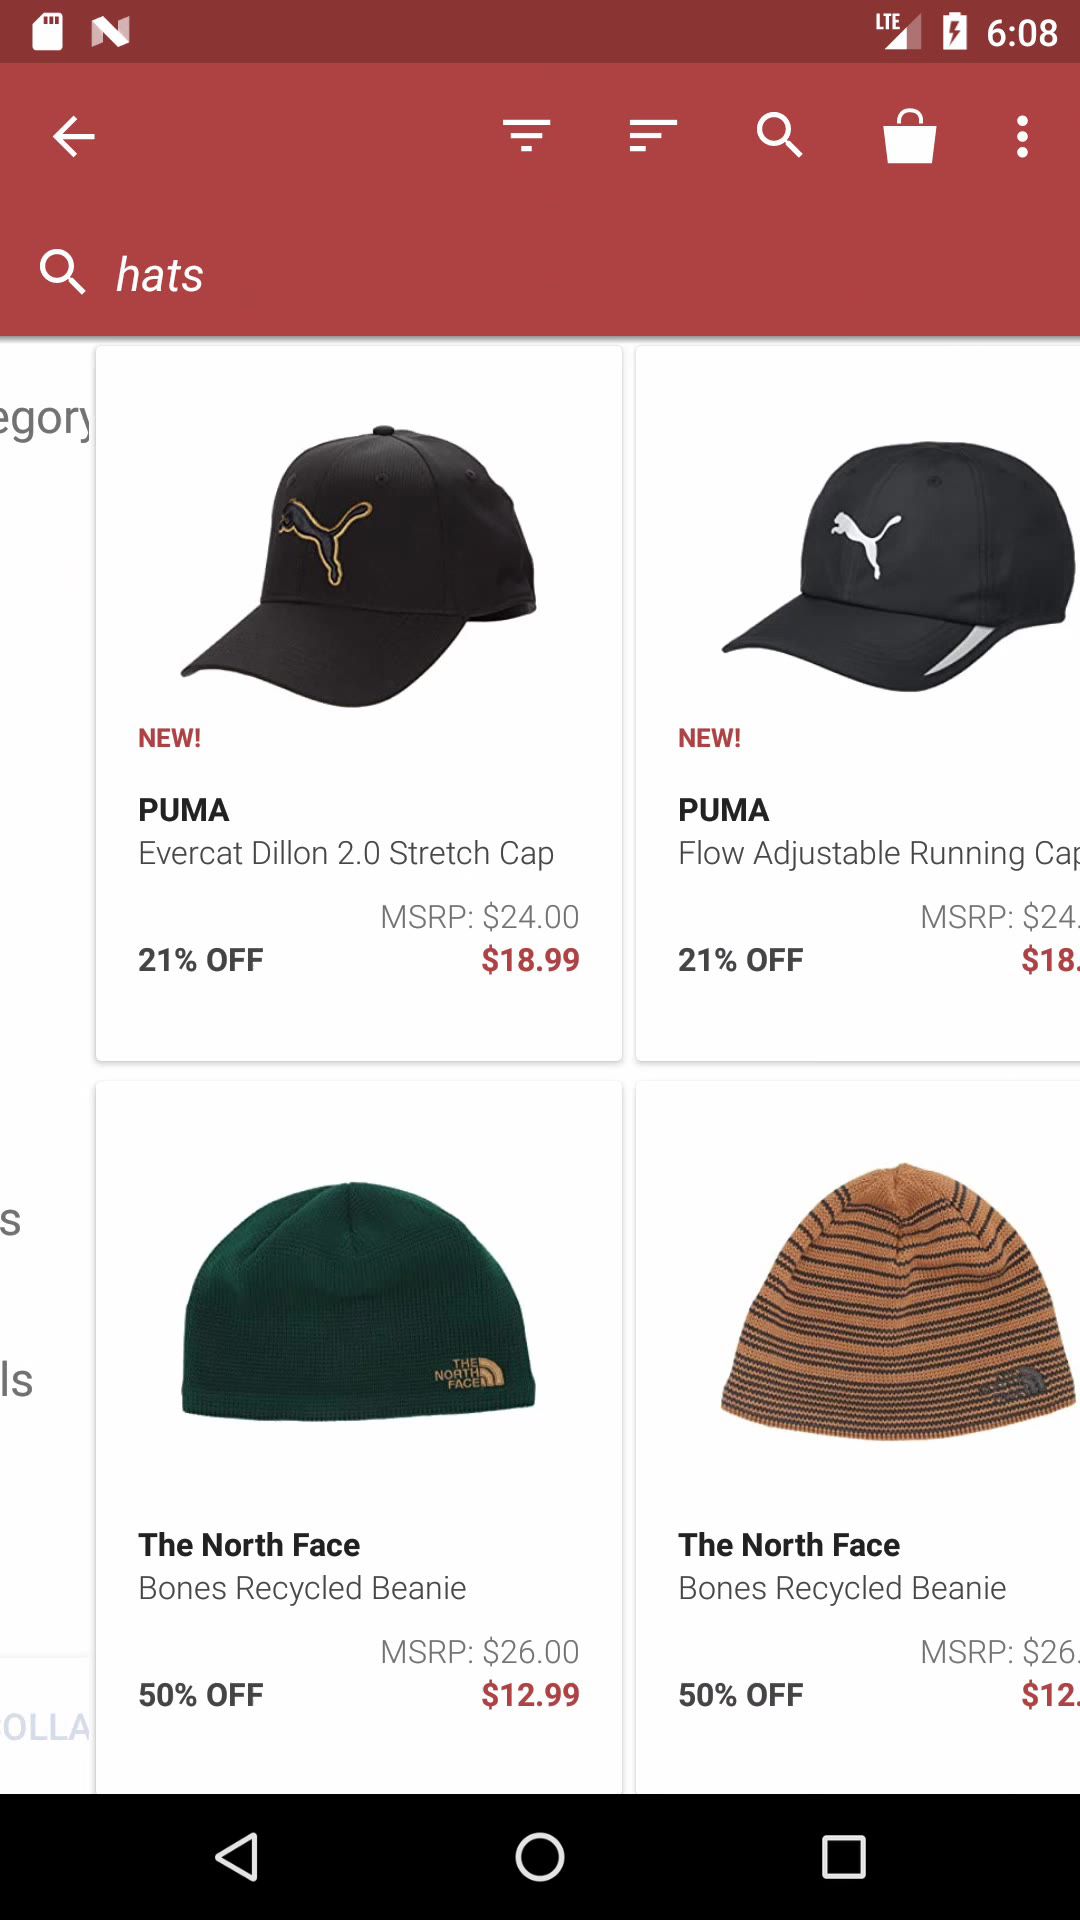 LTE 6:08
hats
egory
NEW! NEW!
PUMA PUMA
Evercat Dillon 2.0 Stretch Cap Flow Adjustable Running Cap
MSRP: $24.00 MSRP: $24.
21% OFF $18.99 21% OFF $18.
s
ls
THE
NORTH
FACE
The North Face The North Face
Bones Recycled Beanie Bones Recycled Beanie
MSRP: $26.00 MSRP: $26.
50% OFF $12.99 50% OFF $12.
OLLA